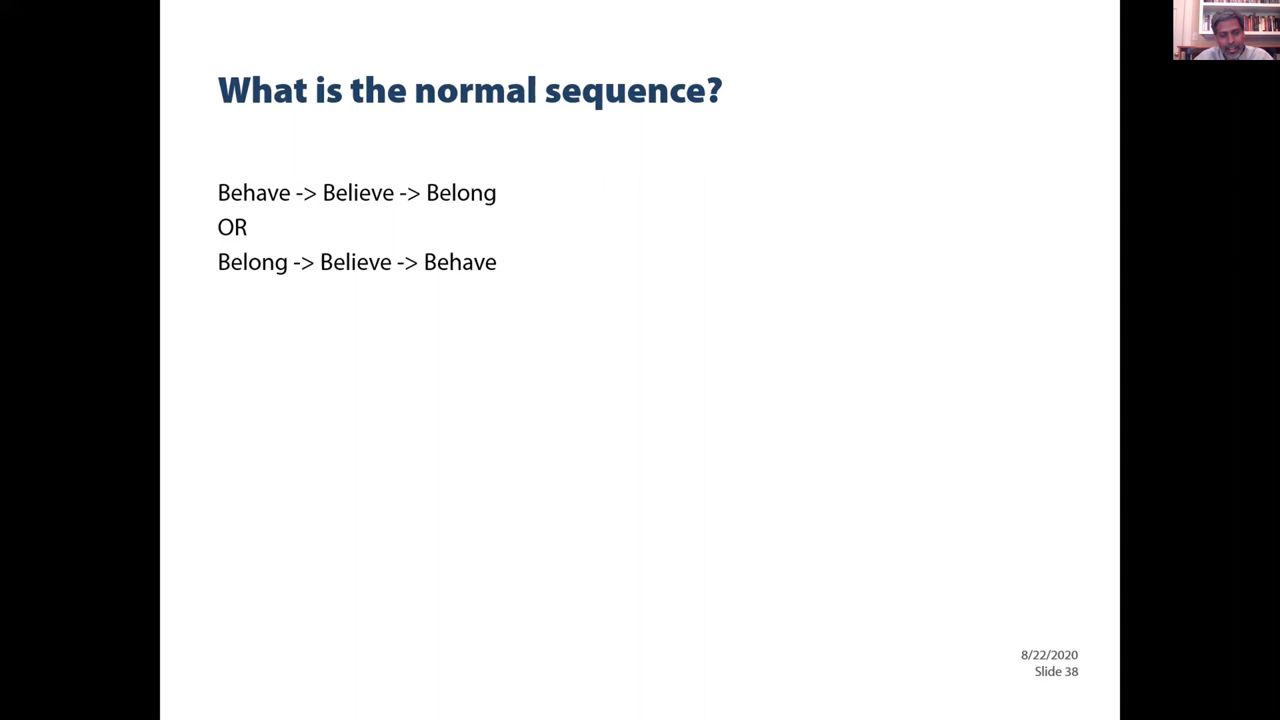 What is the normal sequence?
Behave -> Believe -> Belong
OR
Belong -> Believe -> Behave
8/22/2020
Slide 38